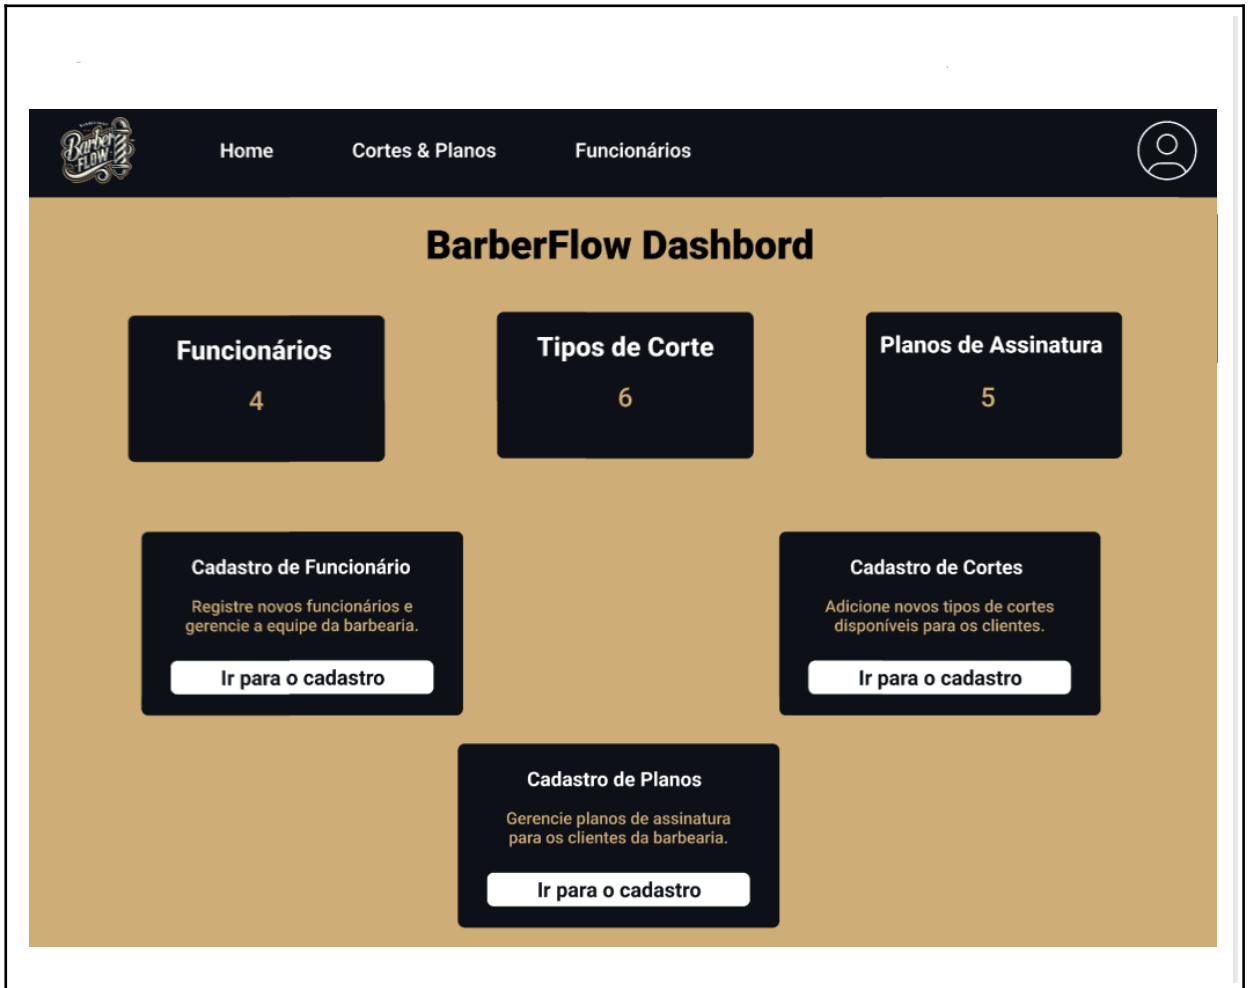 Barber
FLOW
Home
Cortes & Planos
Funcionários
BarberFlow Dashbord
Funcionários
4
Tipos de Corte
6
Planos de Assinatura
5
Cadastro de Funcionário
Registre novos funcionários e
gerencie a equipe da barbearia.
Ir para o cadastro
Cadastro de Cortes
Adicione novos tipos de cortes
disponíveis para os clientes.
Ir para o cadastro
Cadastro de Planos
Gerencie planos de assinatura
para os clientes da barbearia.
Ir para o cadastro